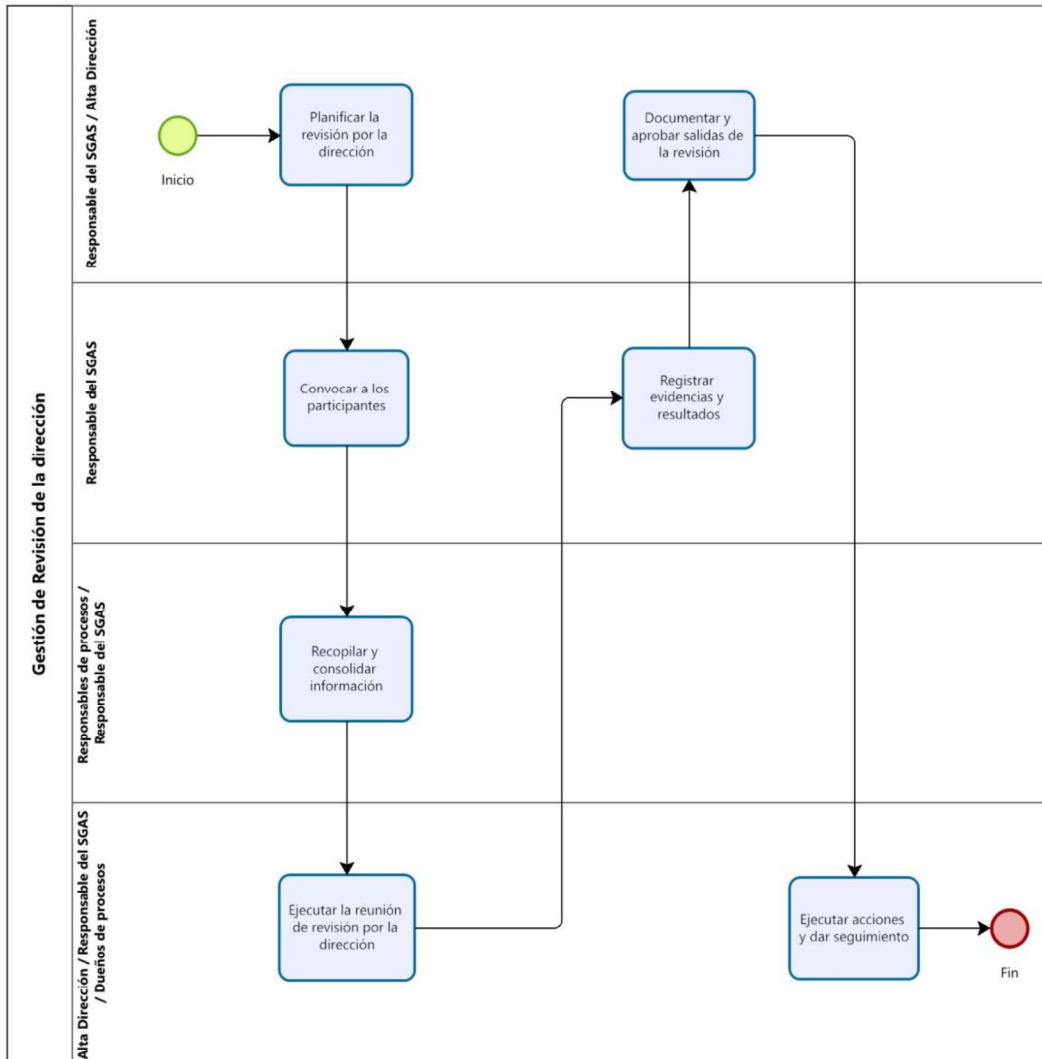 Gestión de Revisión de la dirección
Responsable del SGAS / Alta Dirección
Inicio
Planificar la
revisión por la
dirección
Documentar y
aprobar salidas de
la revisión
Responsable del SGAS
Convocar a los
participantes
Registrar
evidencias y
resultados
Responsables de procesos /
Responsable del SGAS
Recopilar y
consolidar
información
Alta Dirección / Responsable del SGAS
/ Dueños de procesos
Ejecutar la reunión
de revisión por la
dirección
Ejecutar acciones
y dar seguimiento
Fin